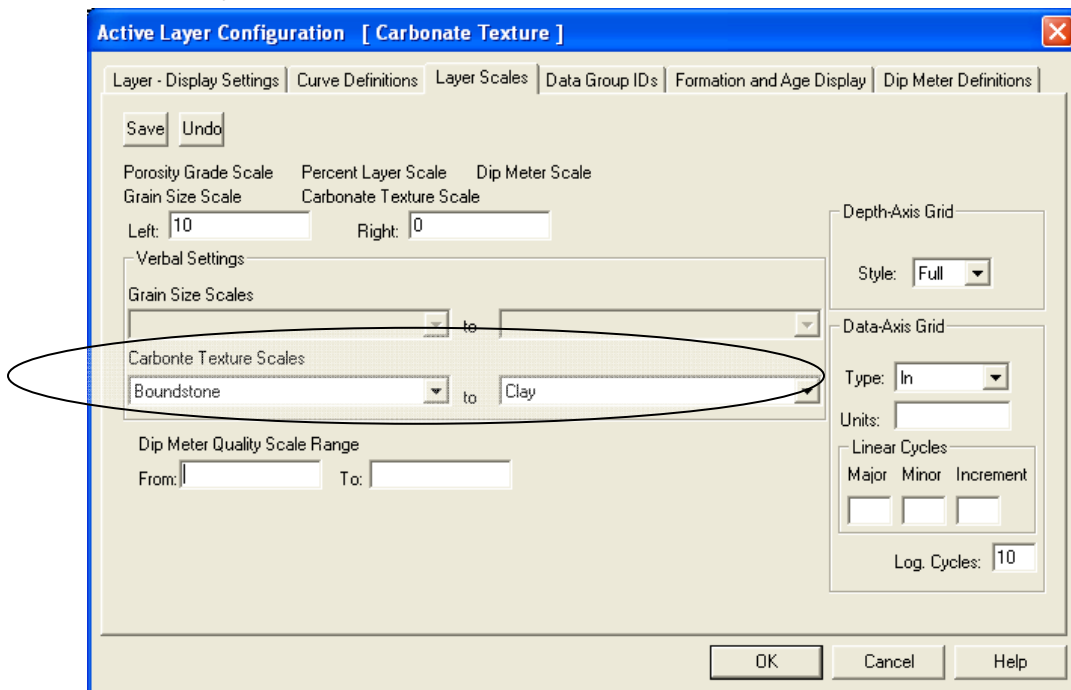 Active Layer Configuration [ Carbonate Texture ]
Layer - Display Settings Curve Definitions Layer Scales Data Group IDs Formation and Age Display Dip Meter Definitions
Save Undo
Porosity Grade Scale Percent Layer Scale Dip Meter Scale
Grain Size Scale Carbonate Texture Scale
Left: 10 Right: 0
Verbal Settings
Grain Size Scales
to
Carbonte Texture Scales
Boundstone to Clay
Dip Meter Quality Scale Range
From: To:
Depth-Axis Grid
Style: Full
Data-Axis Grid
Type: ln
Units:
Linear Cycles
Major Minor Increment
Log. Cycles: 10
OK Cancel Help